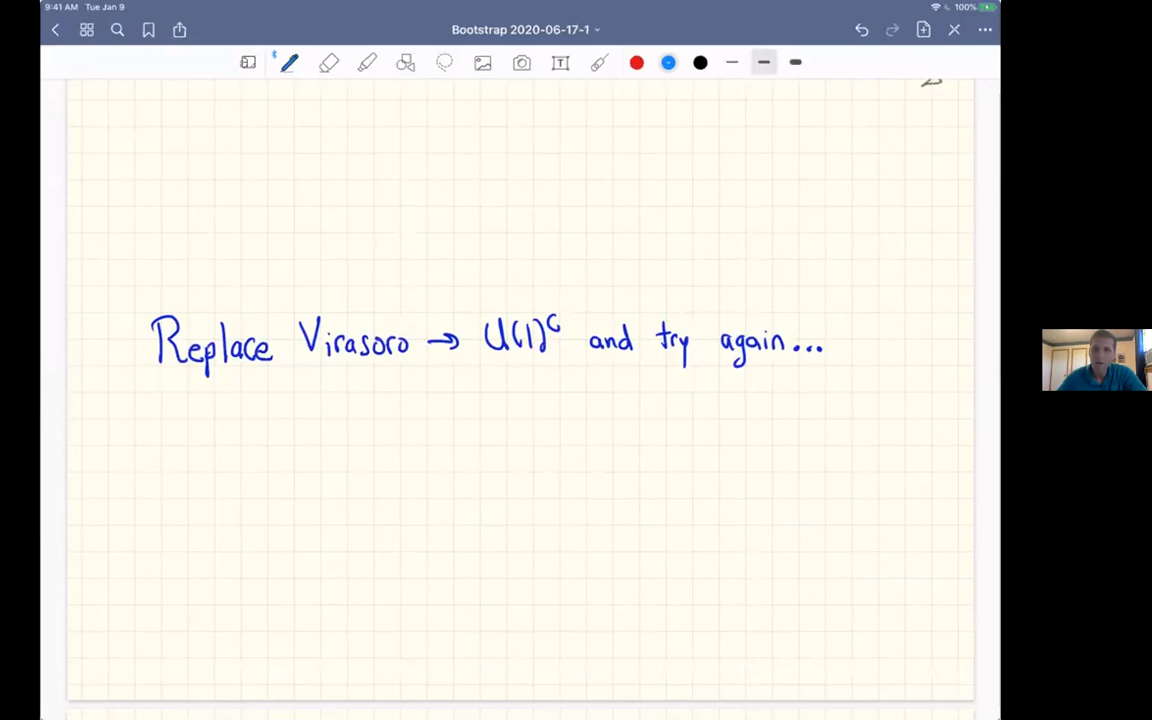 9:41 AM Tue Jan 9
100%
Bootstrap 2020-06-17-1
Replace Virasoro → U(1)^c and try again...